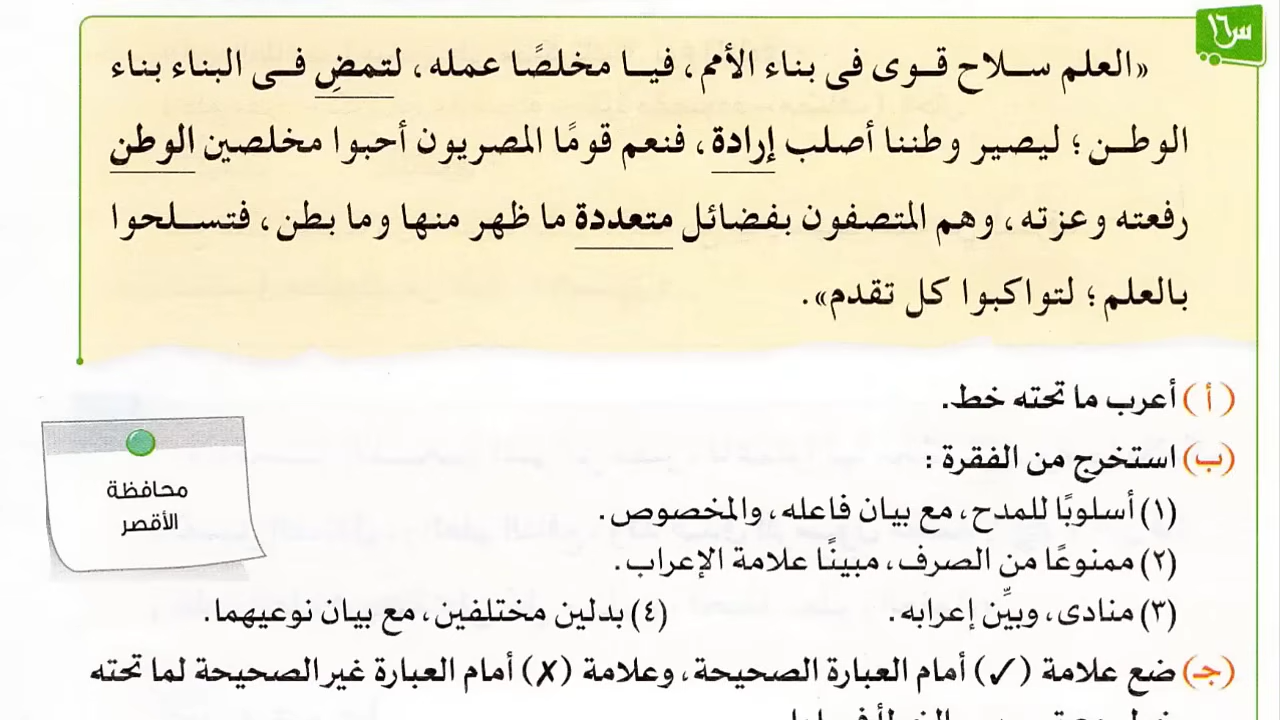 س١٦
«العلم سلاح قوى فى بناء الأمم، فيا مخلصًا عمله، لتمضِ فى البناء بناء
الوطن ؛ ليصير وطننا أصلب إرادة، فنعم قومًا المصريون أحبوا مخلصين الوطن
رفعته وعزته، وهم المتصفون بفضائل متعددة ما ظهر منها وما بطن، فتسلحوا
بالعلم ؛ لتواكبوا كل تقدم».
(أ) أعرب ما تحته خط.
(ب) استخرج من الفقرة :
(١) أسلوبًا للمدح، مع بيان فاعله، والمخصوص.
(٢) ممنوعًا من الصرف، مبينًا علامة الإعراب.
(٣) منادى، وبيِّن إعرابه. (٤) بدلين مختلفين، مع بيان نوعيهما.
محافظة
الأقصر
(جـ) ضع علامة (✓) أمام العبارة الصحيحة، وعلامة (✗) أمام العبارة غير الصحيحة لما تحته